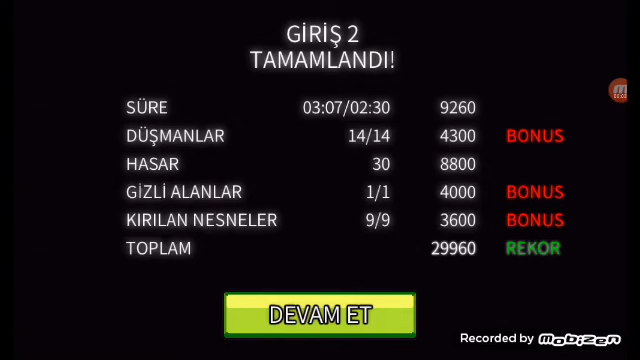 GİRİŞ 2
TAMAMLANDI!
SÜRE 03:07/02:30 9260
DÜŞMANLAR 14/14 4300 BONUS
HASAR 30 8800
GİZLİ ALANLAR 1/1 4000 BONUS
KIRILAN NESNELER 9/9 3600 BONUS
TOPLAM 29960 REKOR
DEVAM ET
Recorded by mobizen